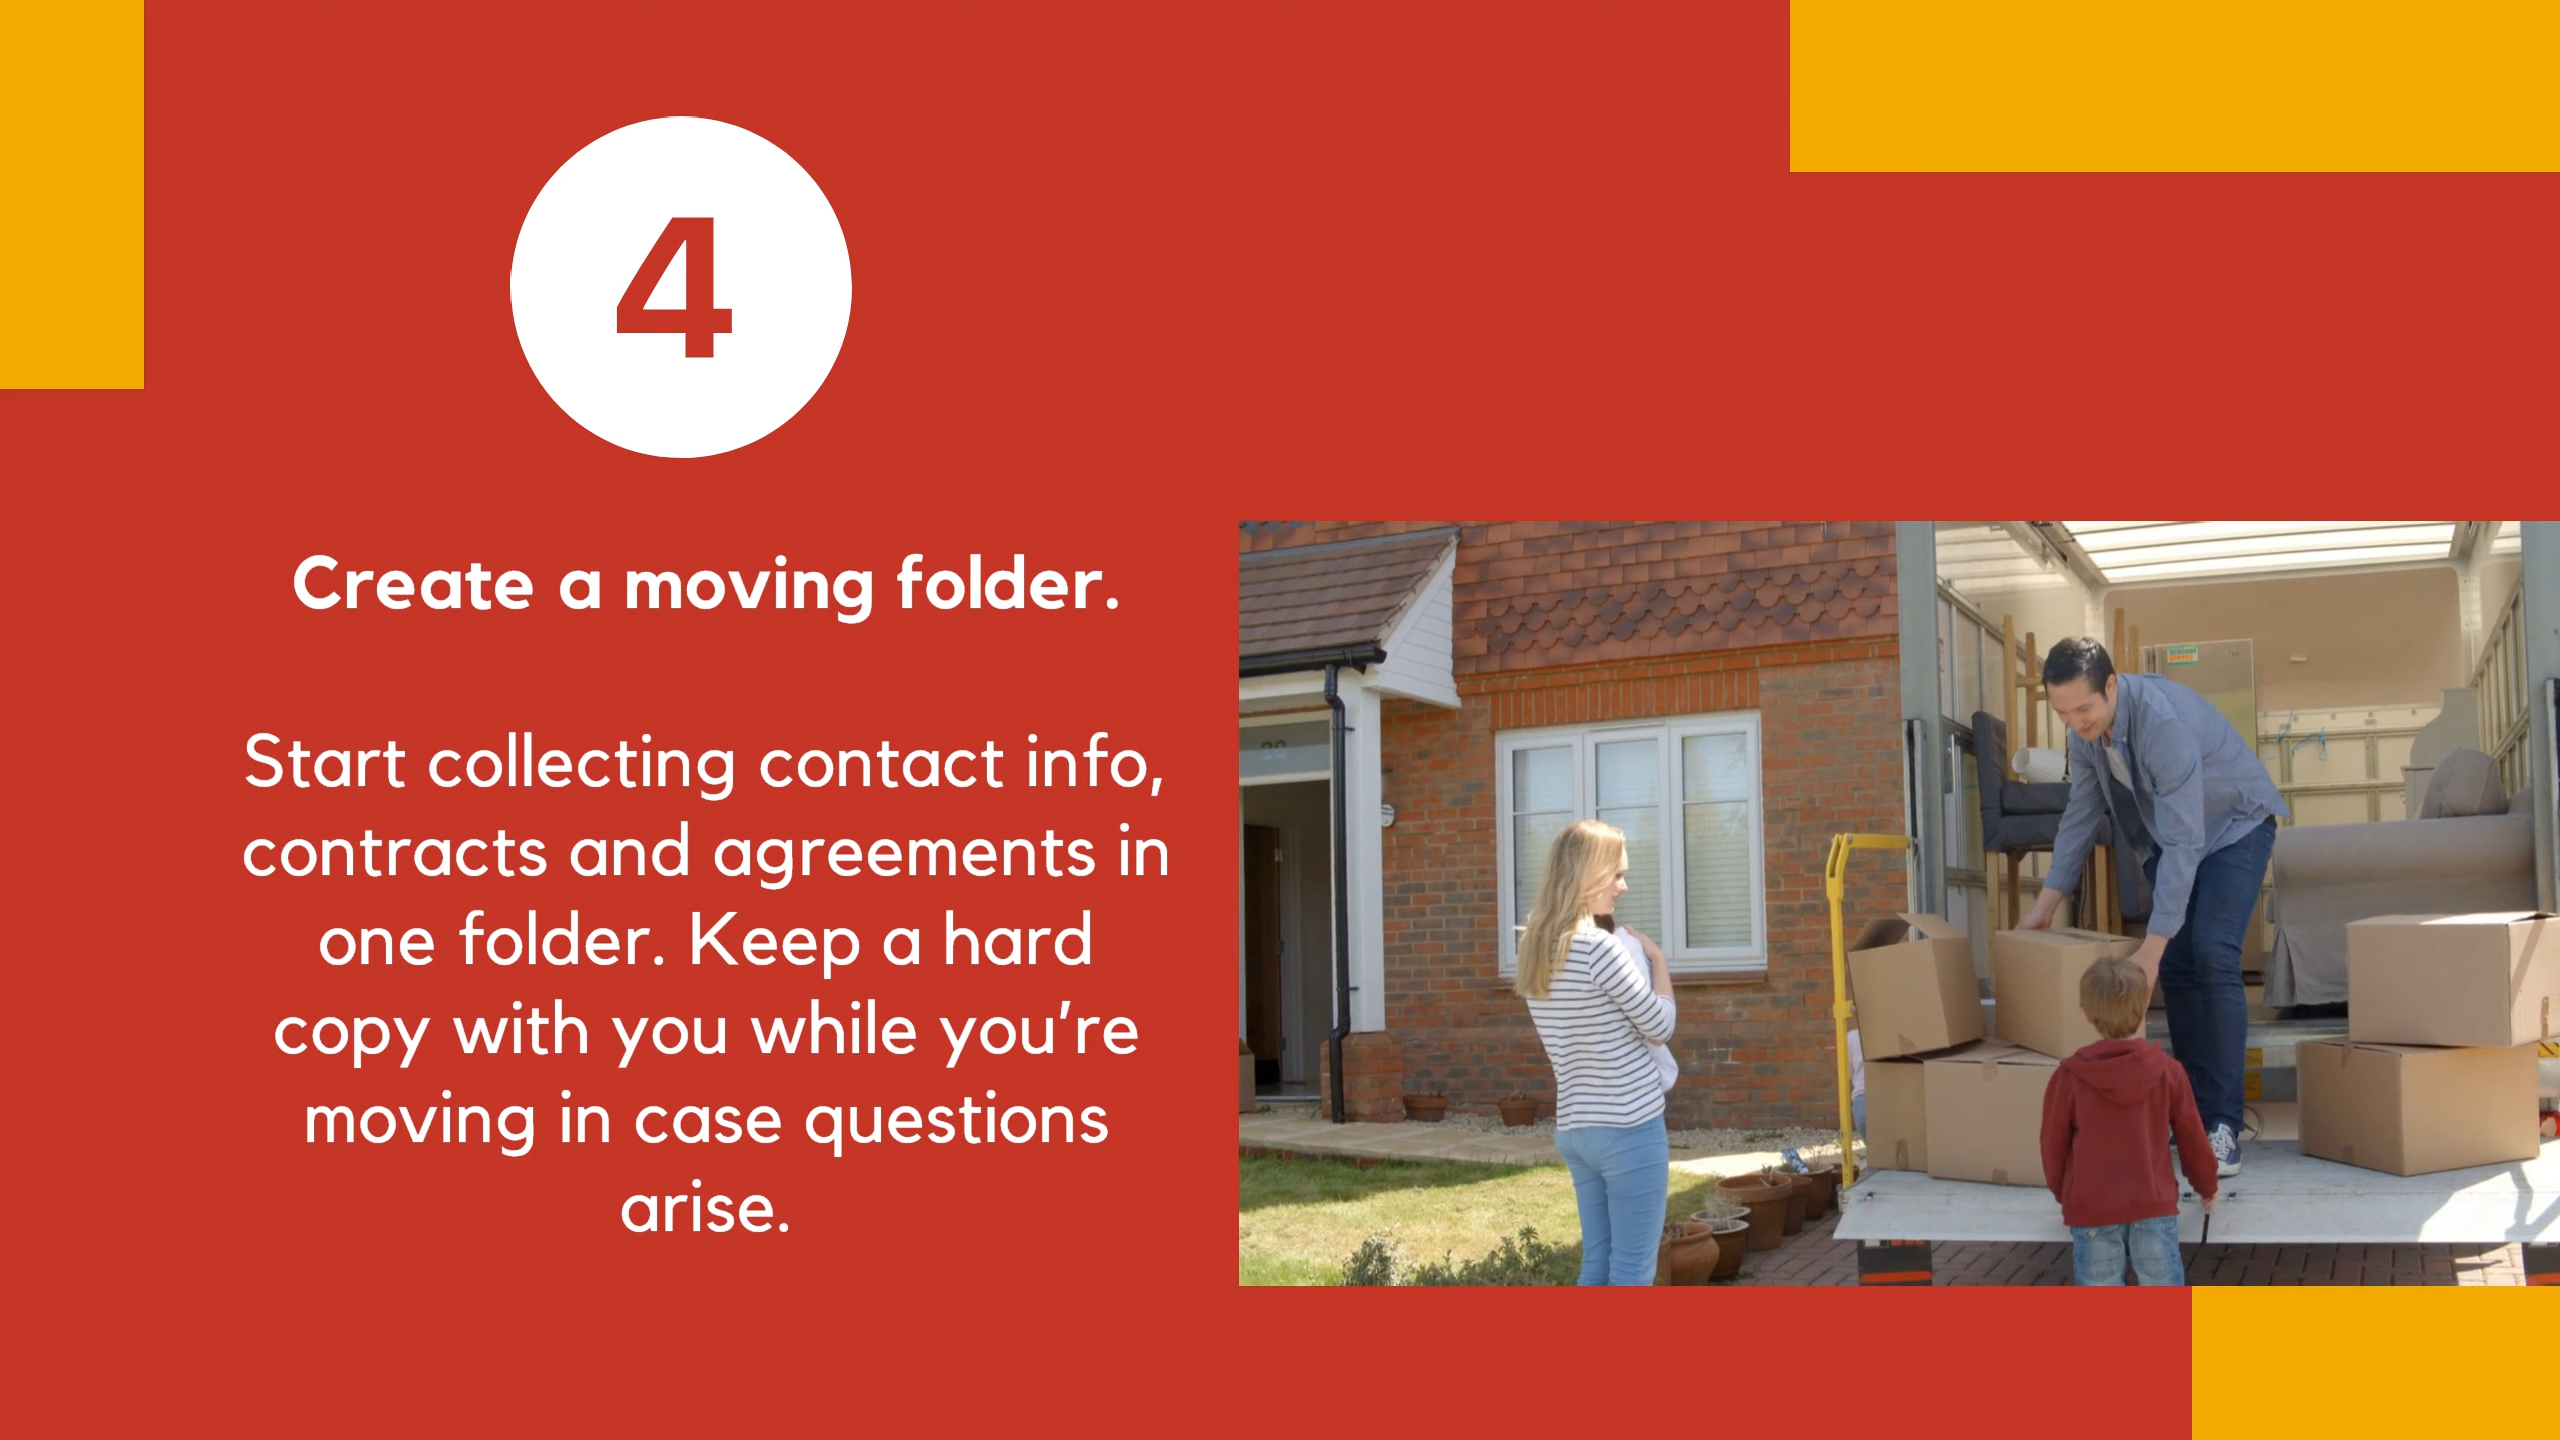 4
Create a moving folder.
Start collecting contact info,
contracts and agreements in
one folder. Keep a hard
copy with you while you’re
moving in case questions
arise.